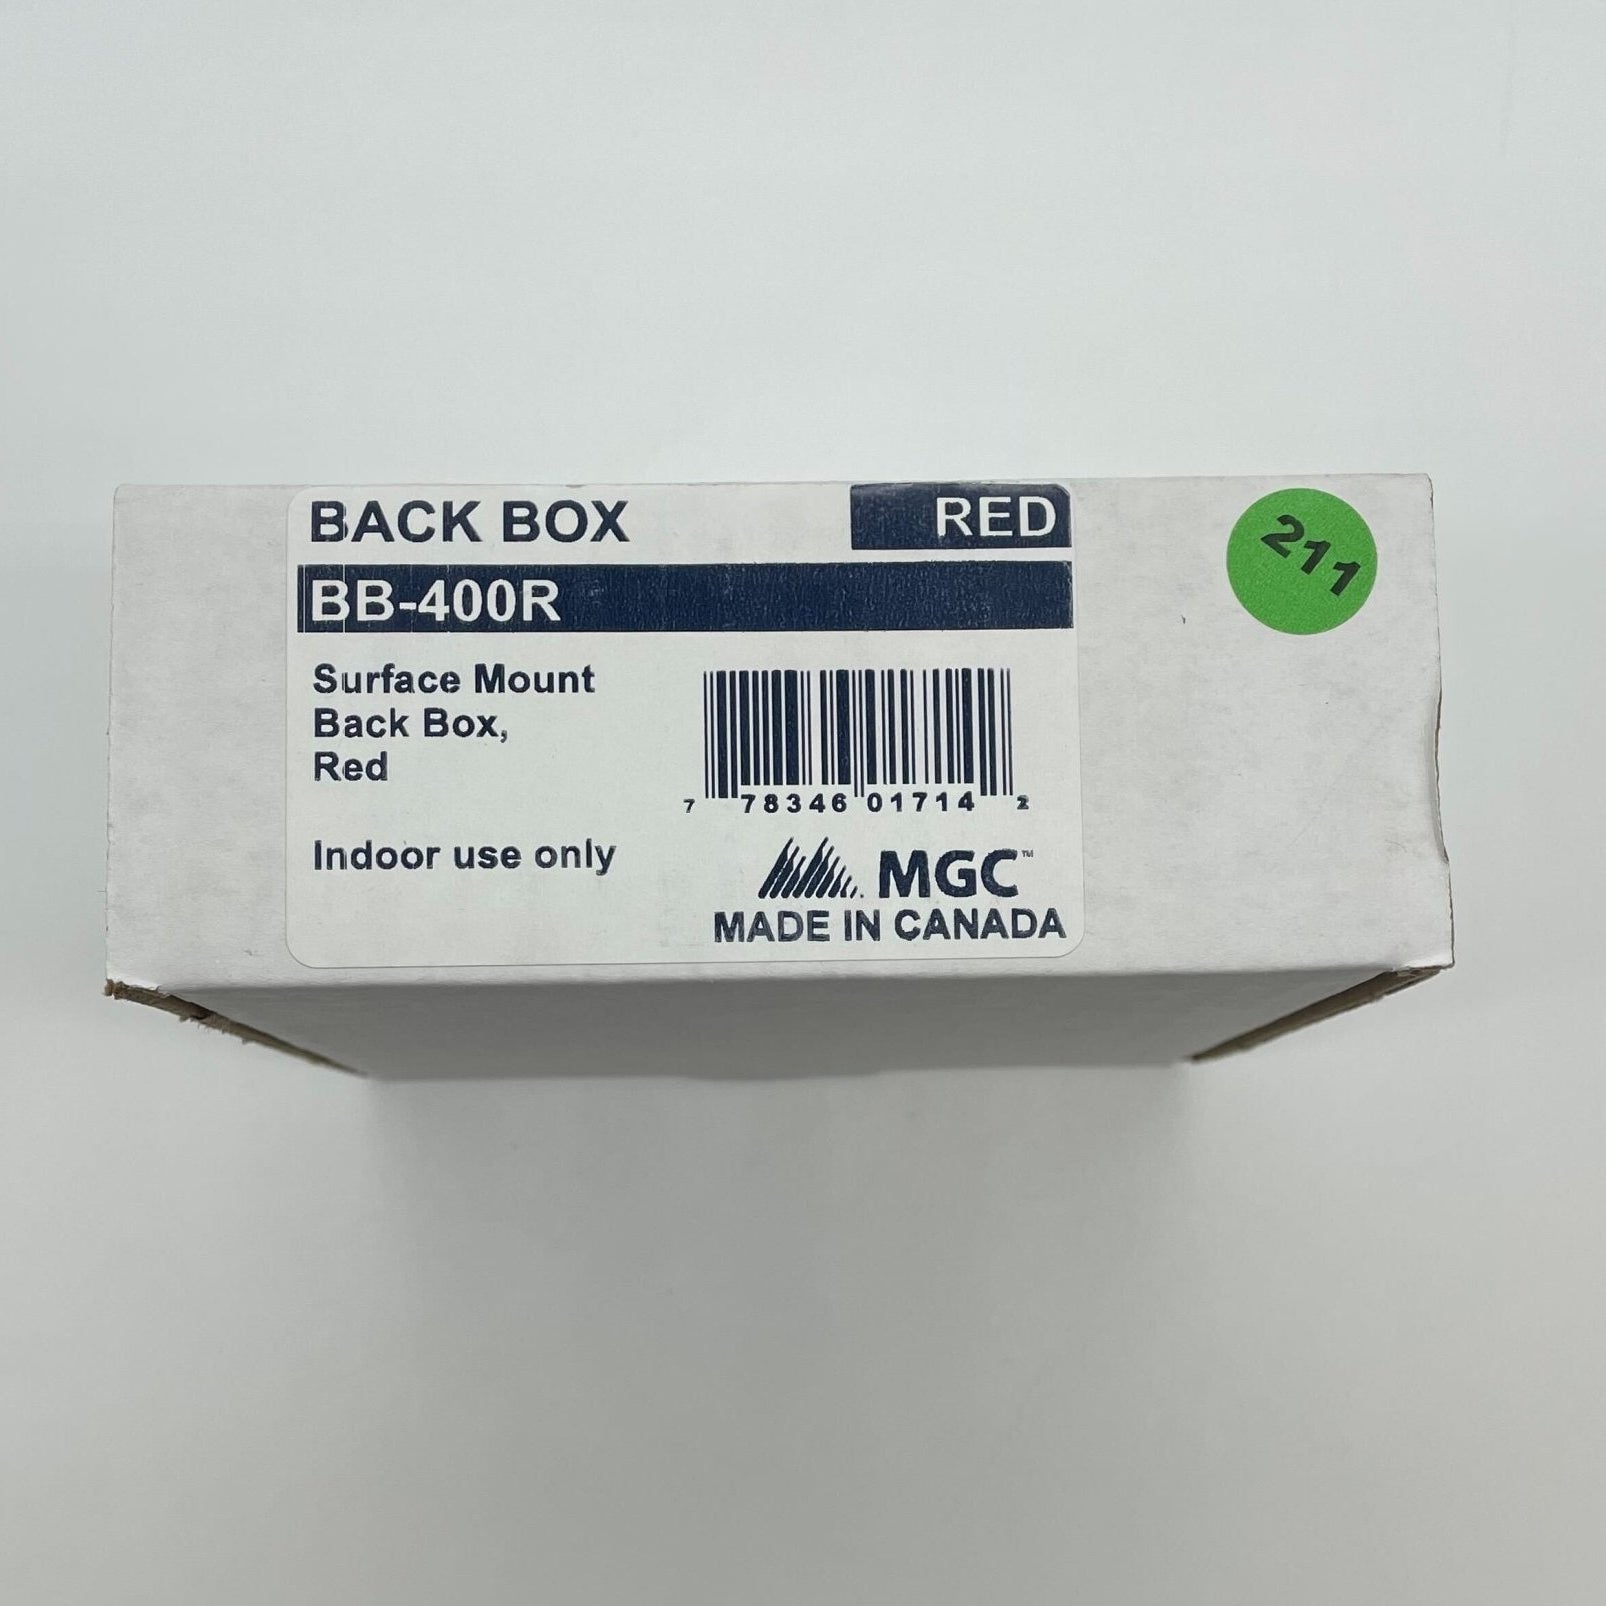 BACK BOX
RED
211
BB-400R
Surface Mount
Back Box,
Red
7 78346 01714 2
Indoor use only
MGC™
MADE IN CANADA